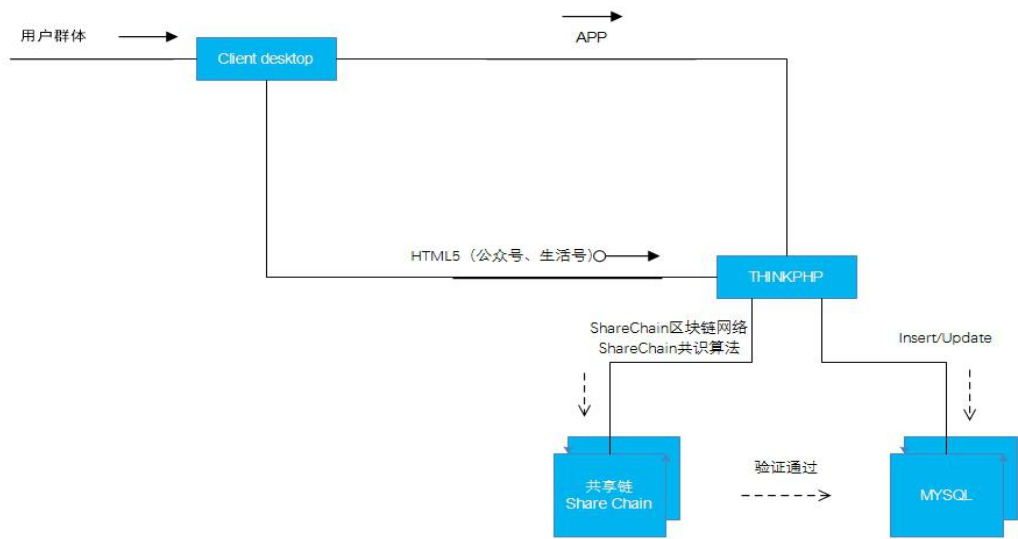 用户群体
Client desktop
APP
HTML5（公众号、生活号）
THINKPHP
ShareChain区块链网络
ShareChain共识算法
Insert/Update
共享链
Share Chain
验证通过
MYSQL